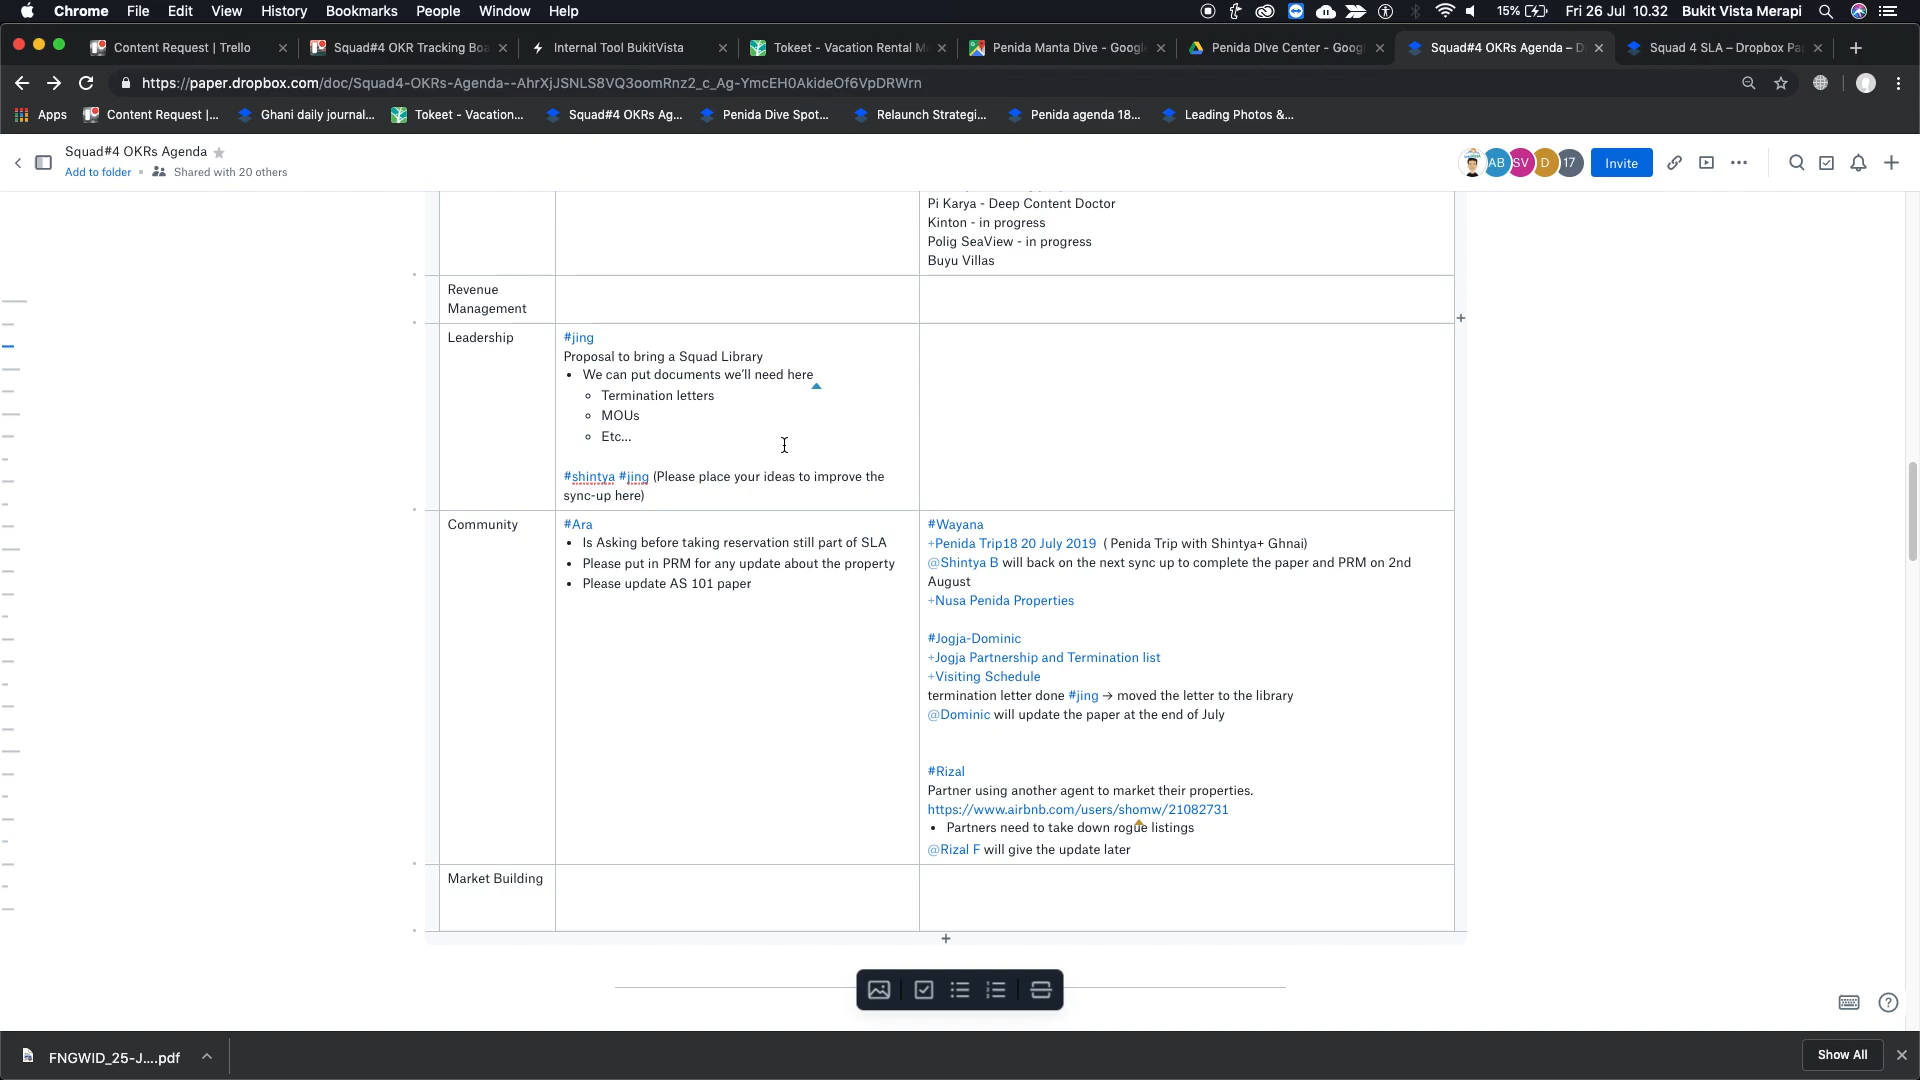 Chrome File Edit View History Bookmarks People Window Help 15% Fri 26 Jul 10.32 Bukit Vista Merapi
Content Request | Trello Squad#4 OKR Tracking Boa Internal Tool BukitVista Tokeet - Vacation Rental M Penida Manta Dive - Google Penida DIve Center - Goog Squad#4 OKRs Agenda – D Squad 4 SLA – Dropbox Pa
https://paper.dropbox.com/doc/Squad4-OKRs-Agenda--AhrXjJSNLS8VQ3oomRnz2_c_Ag-YmcEH0AkideOf6VpDRWrn
Apps Content Request |... Ghani daily journal... Tokeet - Vacation... Squad#4 OKRs Ag... Penida Dive Spot... Relaunch Strategi... Penida agenda 18... Leading Photos &...
Squad#4 OKRs Agenda
Add to folder • Shared with 20 others
AB SV D 17 Invite
Pi Karya - Deep Content Doctor
Kinton - in progress
Polig SeaView - in progress
Buyu Villas
Revenue
Management
Leadership
#jing
Proposal to bring a Squad Library
• We can put documents we'll need here
◦ Termination letters
◦ MOUs
◦ Etc...
#shintya #jing (Please place your ideas to improve the
sync-up here)
Community
#Ara
• Is Asking before taking reservation still part of SLA
• Please put in PRM for any update about the property
• Please update AS 101 paper
#Wayana
+Penida Trip18 20 July 2019 ( Penida Trip with Shintya+ Ghnai)
@Shintya B will back on the next sync up to complete the paper and PRM on 2nd
August
+Nusa Penida Properties
#Jogja-Dominic
+Jogja Partnership and Termination list
+Visiting Schedule
termination letter done #jing → moved the letter to the library
@Dominic will update the paper at the end of July
#Rizal
Partner using another agent to market their properties.
https://www.airbnb.com/users/shomw/21082731
• Partners need to take down rogue listings
@Rizal F will give the update later
Market Building
FNGWID_25-J....pdf
Show All